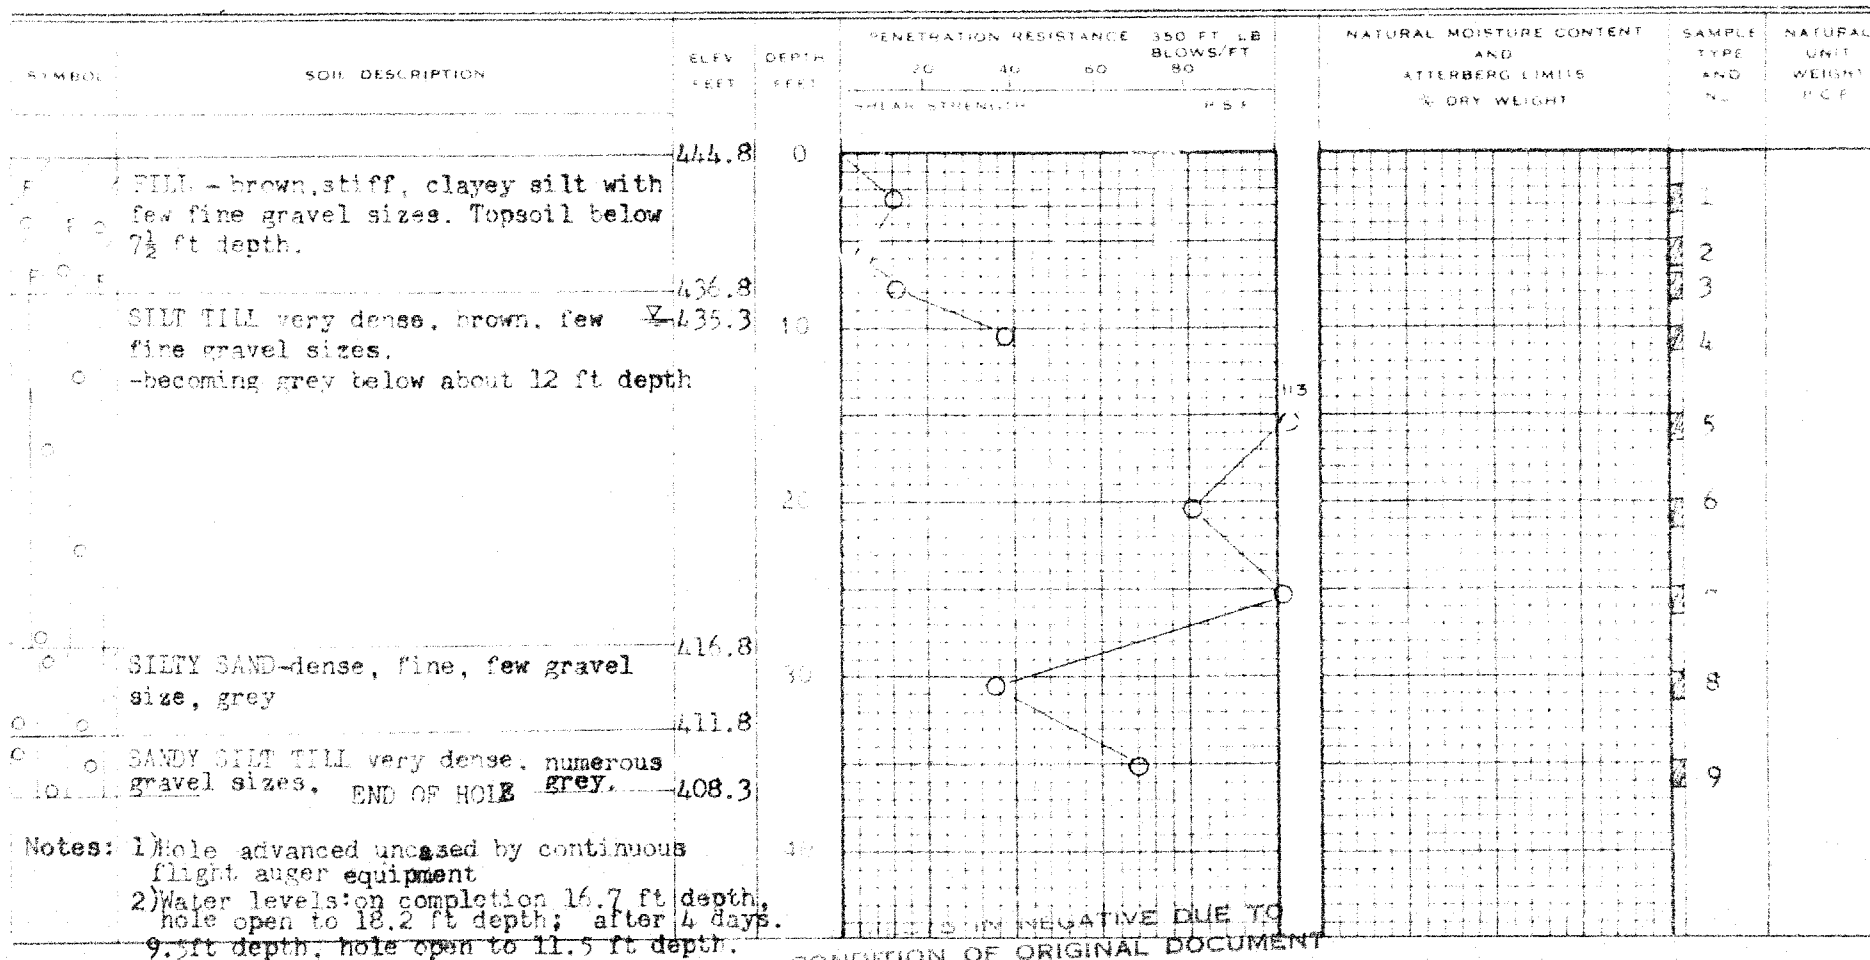 SYMBOL
SOIL DESCRIPTION
ELEV
FEET
DEPTH
FEET
PENETRATION RESISTANCE 350 FT LB
BLOWS/FT
20 40 60 80
SHEAR STRENGTH P S F
NATURAL MOISTURE CONTENT
AND
ATTERBERG LIMITS
% DRY WEIGHT
SAMPLE
TYPE
AND
NATURAL
UNIT
WEIGHT
P C F
444.8 0
FILL - brown, stiff, clayey silt with
few fine gravel sizes. Topsoil below
7½ ft depth.
1
2
436.8
3
SILT TILL very dense, brown, few 435.3 10
fine gravel sizes.
4
-becoming grey below about 12 ft depth
113
5
20
6
416.8
SILTY SAND-dense, fine, few gravel
size, grey
30
8
411.8
SANDY SILT TILL very dense, numerous
gravel sizes, grey.
END OF HOLE 408.3
9
40
Notes: 1) Hole advanced uncased by continuous
flight auger equipment
2) Water levels: on completion 16.7 ft depth,
hole open to 18.2 ft depth; after 4 days.
9.5ft depth, hole open to 11.5 ft depth.
IN NEGATIVE DUE TO
CONDITION OF ORIGINAL DOCUMENT